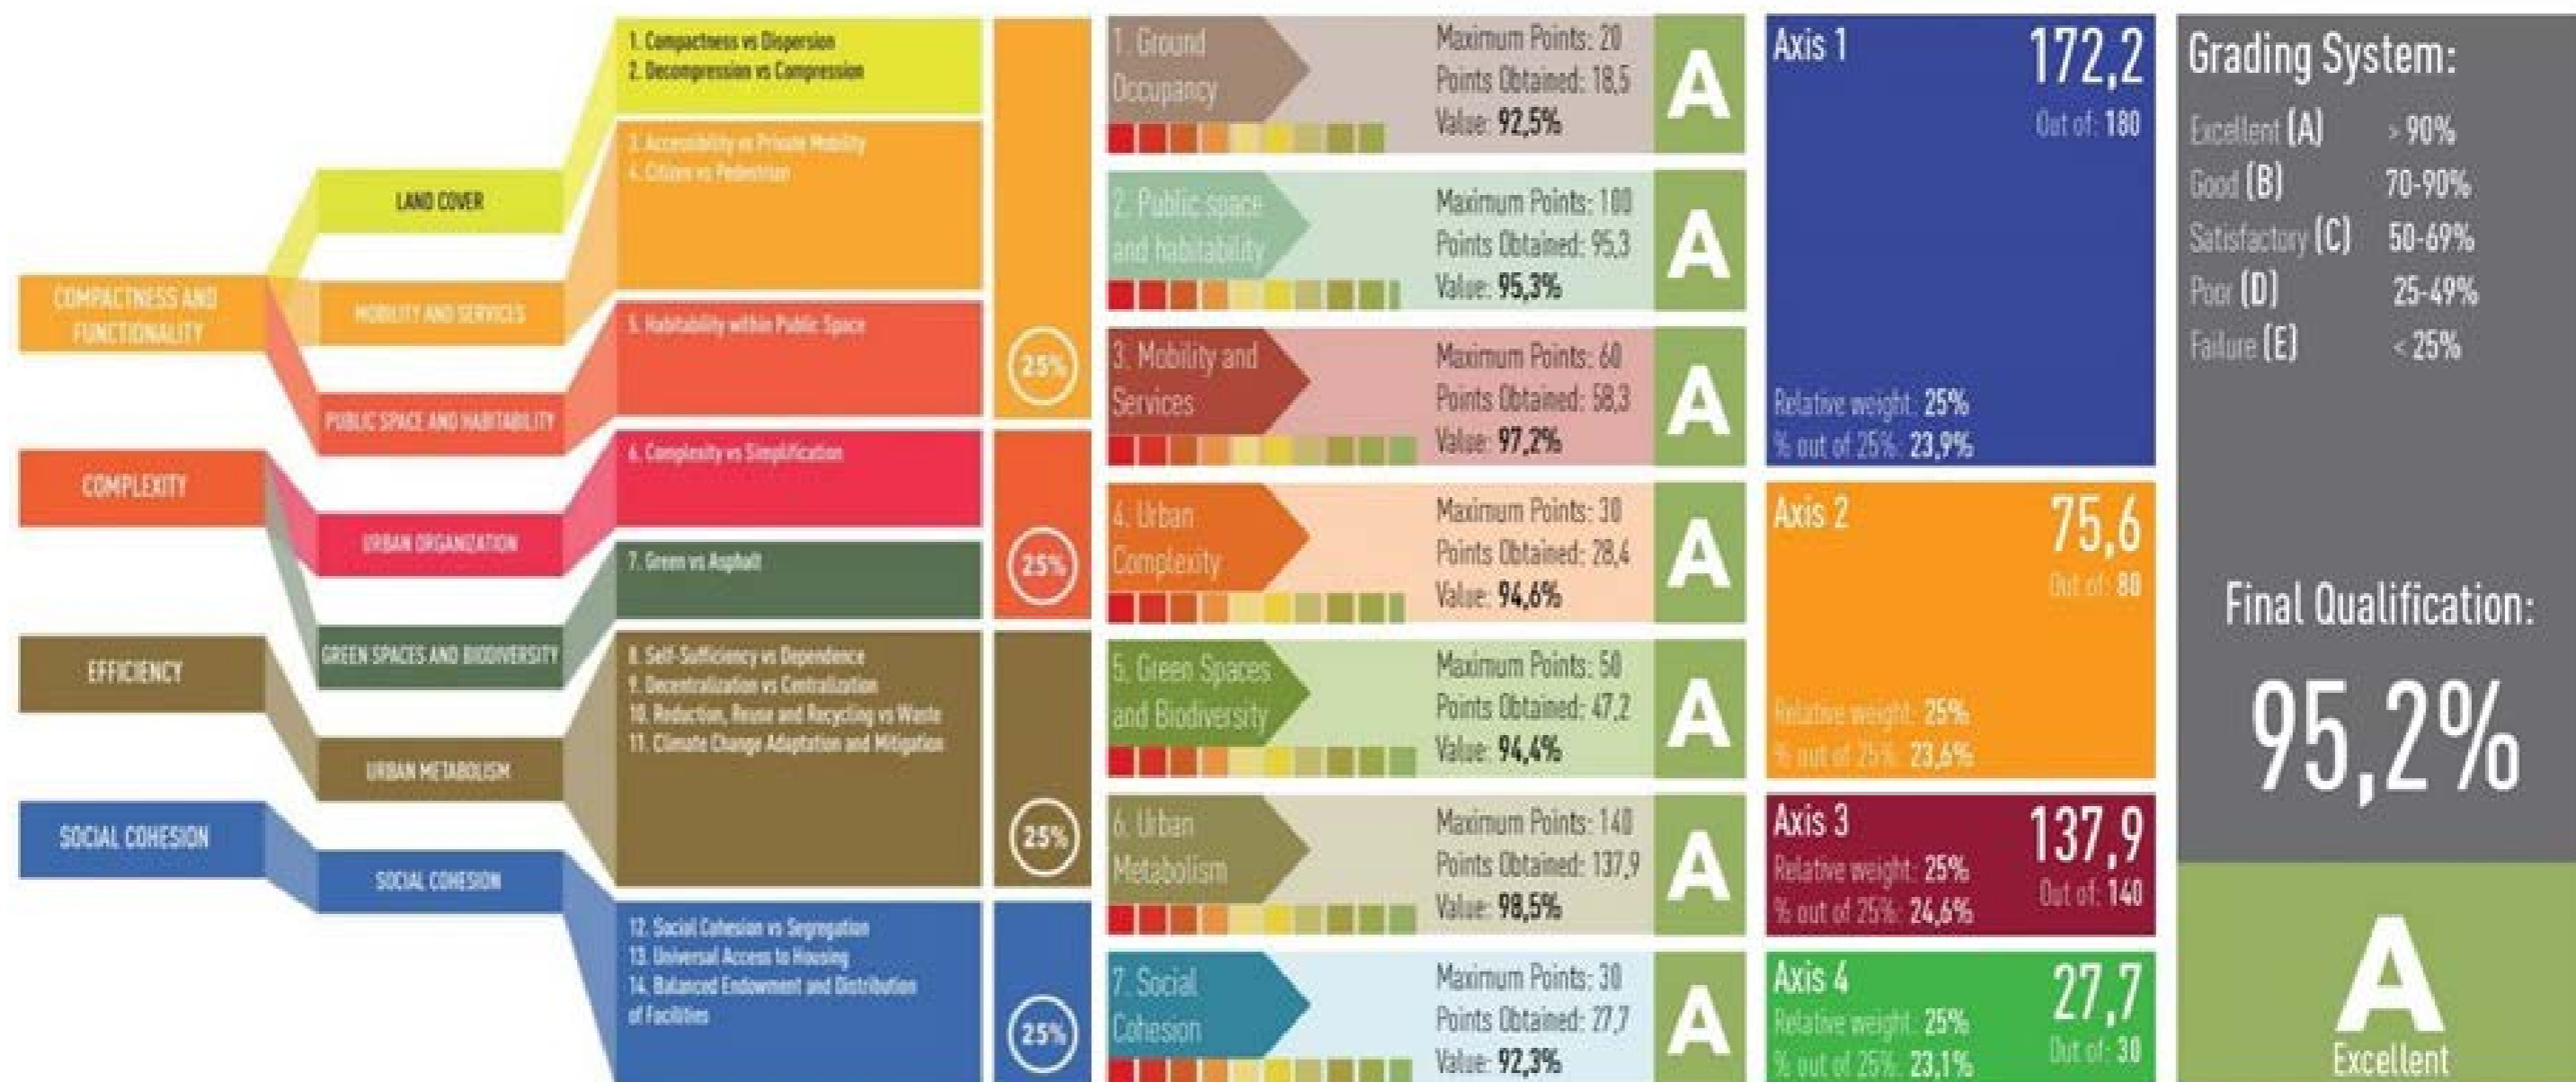 COMPACTNESS AND
FUNCTIONALITY
COMPLEXITY
EFFICIENCY
SOCIAL COHESION
LAND COVER
MOBILITY AND SERVICES
PUBLIC SPACE AND HABITABILITY
URBAN ORGANIZATION
GREEN SPACES AND BIODIVERSITY
URBAN METABOLISM
SOCIAL COHESION
1. Compactness vs Dispersion
2. Decompression vs Compression
3. Accessibility vs Private Mobility
4. Citizen vs Pedestrian
5. Habitability within Public Space
6. Complexity vs Simplification
7. Green vs Asphalt
8. Self-Sufficiency vs Dependence
9. Decentralization vs Centralization
10. Reduction, Reuse and Recycling vs Waste
11. Climate Change Adaptation and Mitigation
12. Social Cohesion vs Segregation
13. Universal Access to Housing
14. Balanced Endowment and Distribution
of Facilities
25%
25%
25%
25%
1. Ground
Occupancy
Maximum Points: 20
Points Obtained: 18,5
Value: 92,5%
A
2. Public space
and habitability
Maximum Points: 100
Points Obtained: 95,3
Value: 95,3%
A
3. Mobility and
Services
Maximum Points: 60
Points Obtained: 58,3
Value: 97,2%
A
4. Urban
Complexity
Maximum Points: 30
Points Obtained: 28,4
Value: 94,6%
A
5. Green Spaces
and Biodiversity
Maximum Points: 50
Points Obtained: 47,2
Value: 94,4%
A
6. Urban
Metabolism
Maximum Points: 140
Points Obtained: 137,9
Value: 98,5%
A
7. Social
Cohesion
Maximum Points: 30
Points Obtained: 27,7
Value: 92,3%
A
Axis 1
172,2
Out of: 180
Relative weight: 25%
% out of 25%: 23,9%
Axis 2
75,6
Out of: 80
Relative weight: 25%
% out of 25%: 23,6%
Axis 3
137,9
Out of: 140
Relative weight: 25%
% out of 25%: 24,6%
Axis 4
27,7
Out of: 30
Relative weight: 25%
% out of 25%: 23,1%
Grading System:
Excellent (A) > 90%
Good (B) 70-90%
Satisfactory (C) 50-69%
Poor (D) 25-49%
Failure (E) < 25%
Final Qualification:
95,2%
A
Excellent